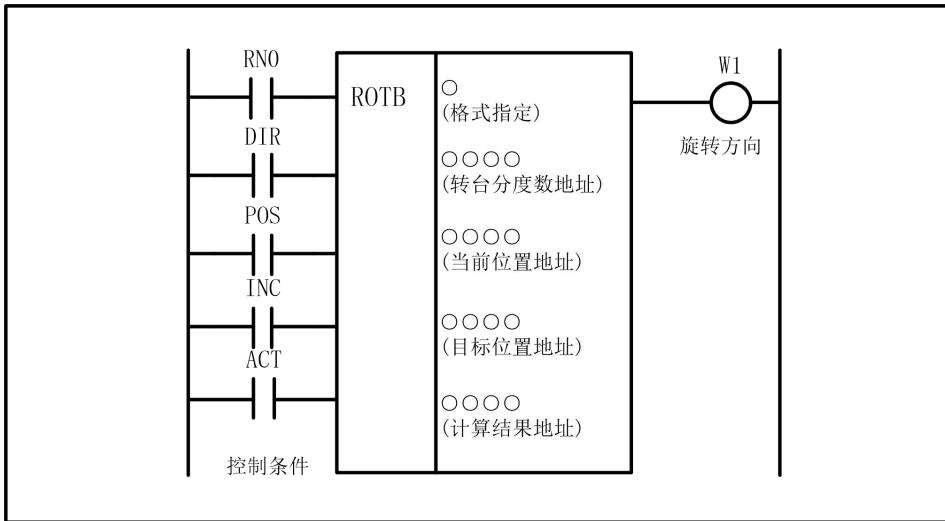 RNO
DIR
POS
INC
ACT
控制条件
ROTB
○
(格式指定)
○○○○
(转台分度数地址)
○○○○
(当前位置地址)
○○○○
(目标位置地址)
○○○○
(计算结果地址)
W1
旋转方向